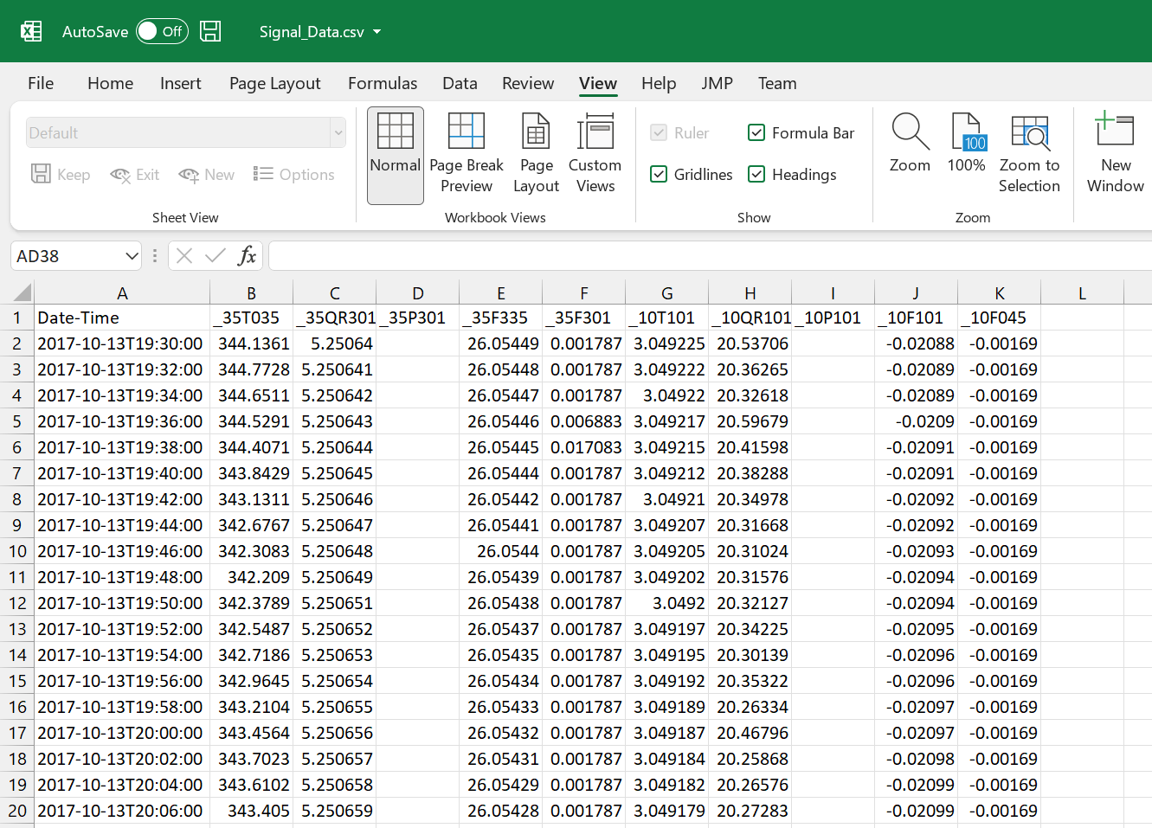 AutoSave Off Signal_Data.csv
File Home Insert Page Layout Formulas Data Review View Help JMP Team
Default
Keep Exit New Options
Sheet View
Normal Page Break Preview Page Layout Custom Views
Workbook Views
Ruler Formula Bar
Gridlines Headings
Show
Zoom 100 100% Zoom to Selection
Zoom
New Window
AD38 fx
A B C D E F G H I J K L
1 Date-Time _35T035 _35QR301 _35P301 _35F335 _35F301 _10T101 _10QR101 _10P101 _10F101 _10F045
2 2017-10-13T19:30:00 344.1361 5.25064 26.05449 0.001787 3.049225 20.53706 -0.02088 -0.00169
3 2017-10-13T19:32:00 344.7728 5.250641 26.05448 0.001787 3.049222 20.36265 -0.02089 -0.00169
4 2017-10-13T19:34:00 344.6511 5.250642 26.05447 0.001787 3.04922 20.32618 -0.02089 -0.00169
5 2017-10-13T19:36:00 344.5291 5.250643 26.05446 0.006883 3.049217 20.59679 -0.0209 -0.00169
6 2017-10-13T19:38:00 344.4071 5.250644 26.05445 0.017083 3.049215 20.41598 -0.02091 -0.00169
7 2017-10-13T19:40:00 343.8429 5.250645 26.05444 0.001787 3.049212 20.38288 -0.02091 -0.00169
8 2017-10-13T19:42:00 343.1311 5.250646 26.05442 0.001787 3.04921 20.34978 -0.02092 -0.00169
9 2017-10-13T19:44:00 342.6767 5.250647 26.05441 0.001787 3.049207 20.31668 -0.02092 -0.00169
10 2017-10-13T19:46:00 342.3083 5.250648 26.0544 0.001787 3.049205 20.31024 -0.02093 -0.00169
11 2017-10-13T19:48:00 342.209 5.250649 26.05439 0.001787 3.049202 20.31576 -0.02094 -0.00169
12 2017-10-13T19:50:00 342.3789 5.250651 26.05438 0.001787 3.0492 20.32127 -0.02094 -0.00169
13 2017-10-13T19:52:00 342.5487 5.250652 26.05437 0.001787 3.049197 20.34225 -0.02095 -0.00169
14 2017-10-13T19:54:00 342.7186 5.250653 26.05435 0.001787 3.049195 20.30139 -0.02096 -0.00169
15 2017-10-13T19:56:00 342.9645 5.250654 26.05434 0.001787 3.049192 20.35322 -0.02096 -0.00169
16 2017-10-13T19:58:00 343.2104 5.250655 26.05433 0.001787 3.049189 20.26334 -0.02097 -0.00169
17 2017-10-13T20:00:00 343.4564 5.250656 26.05432 0.001787 3.049187 20.46796 -0.02097 -0.00169
18 2017-10-13T20:02:00 343.7023 5.250657 26.05431 0.001787 3.049184 20.25868 -0.02098 -0.00169
19 2017-10-13T20:04:00 343.6102 5.250658 26.05429 0.001787 3.049182 20.26576 -0.02099 -0.00169
20 2017-10-13T20:06:00 343.405 5.250659 26.05428 0.001787 3.049179 20.27283 -0.02099 -0.00169